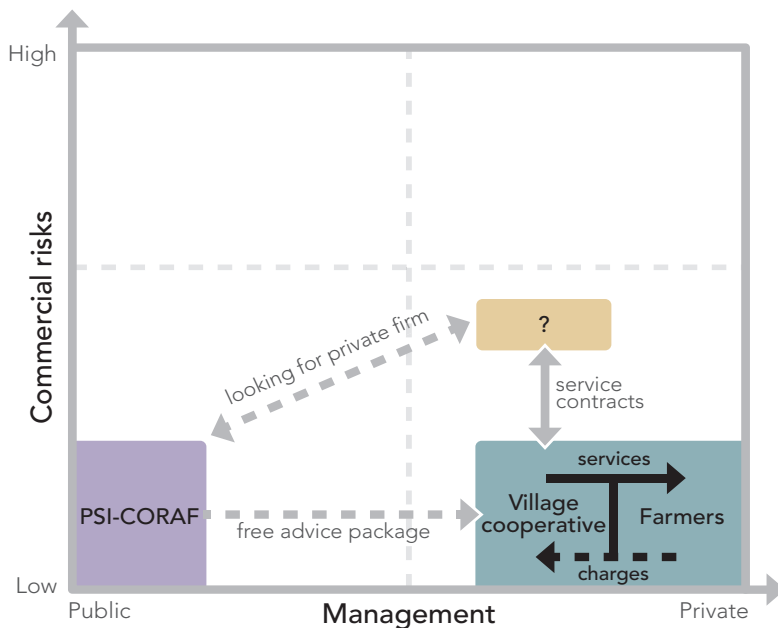 High
Commercial risks
?
looking for private firm
service
contracts
PSI-CORAF
free advice package
services
Village
cooperative
Farmers
charges
Low
Public
Management
Private